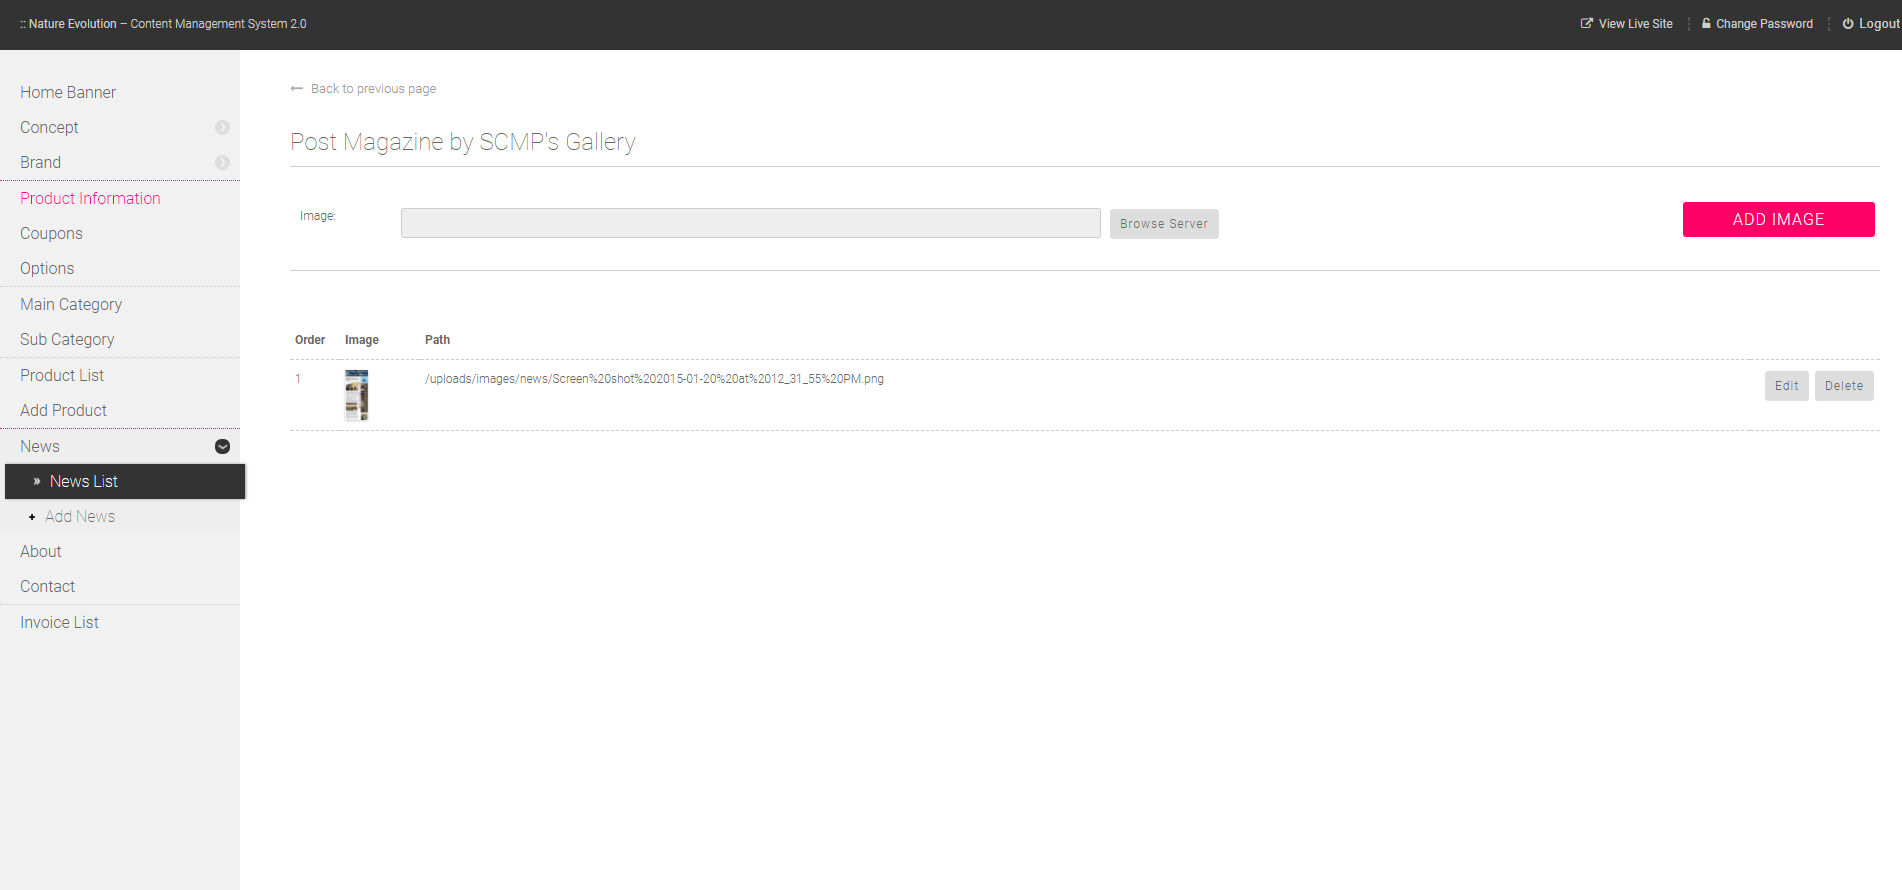 :: Nature Evolution – Content Management System 2.0
View Live Site
Change Password
Logout
Home Banner
Concept
Brand
Product Information
Coupons
Options
Main Category
Sub Category
Product List
Add Product
News
» News List
+ Add News
About
Contact
Invoice List
← Back to previous page
Post Magazine by SCMP's Gallery
Image:
Browse Server
ADD IMAGE
Order Image Path
1 /uploads/images/news/Screen%20shot%202015-01-20%20at%2012_31_55%20PM.png
Edit
Delete